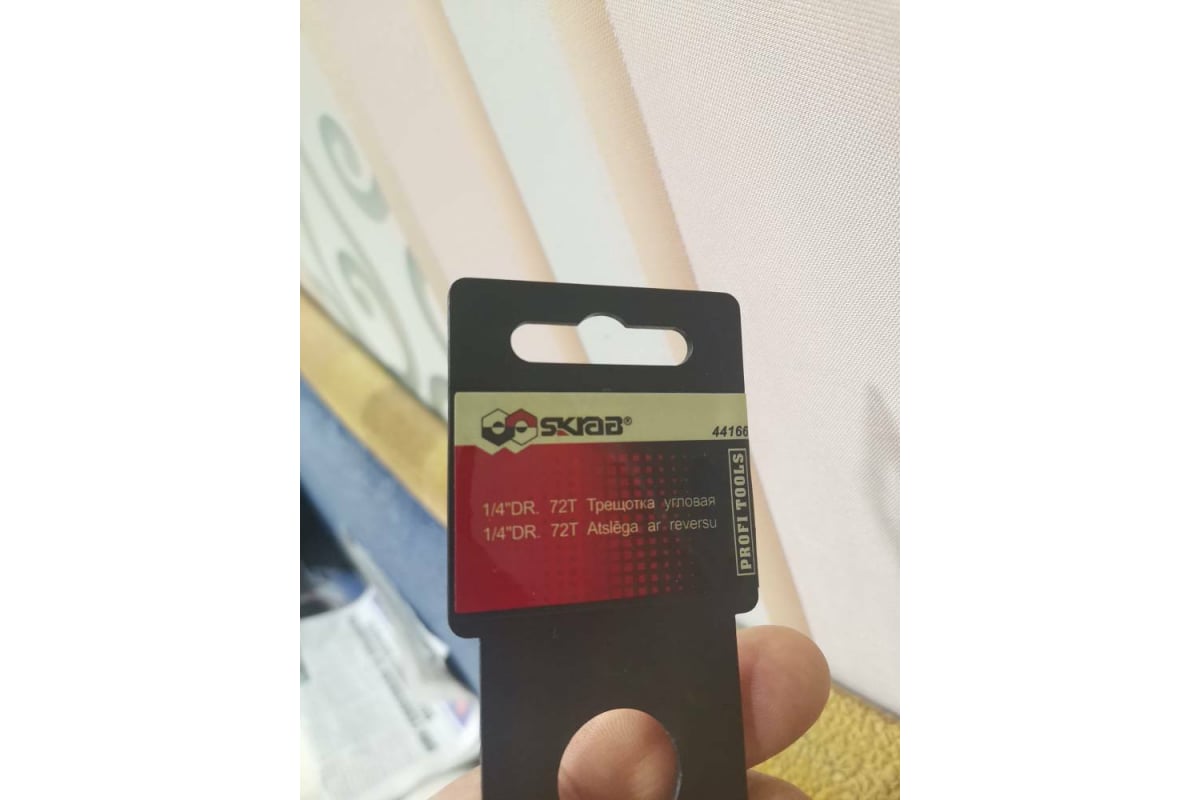 SKRAB®
44166
PROFI TOOLS
1/4"DR. 72T Трещотка угловая
1/4"DR. 72T Atslēga ar reversu